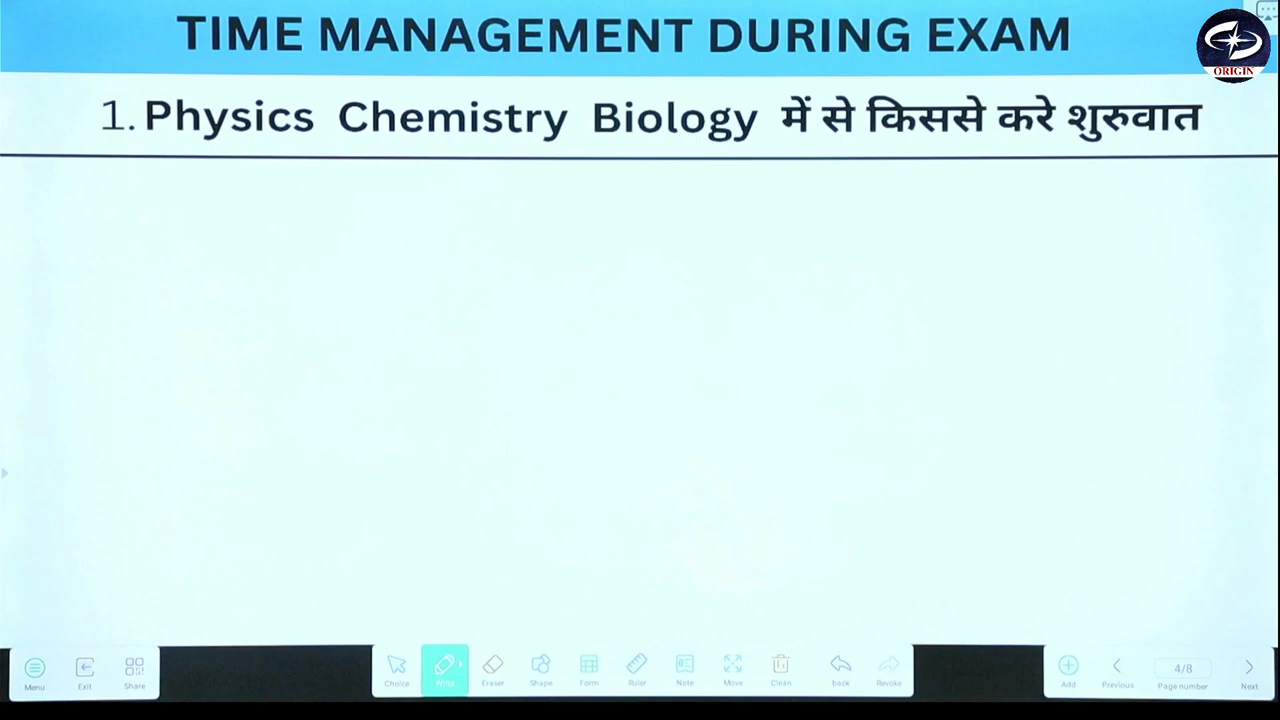 TIME MANAGEMENT DURING EXAM
ORIGIN
1. Physics Chemistry Biology में से किससे करे शुरुवात
Menu Exit Share Choice Write Eraser Shape Form Ruler Note Move Clean back Revoke Add Previous 4/8 Page number Next